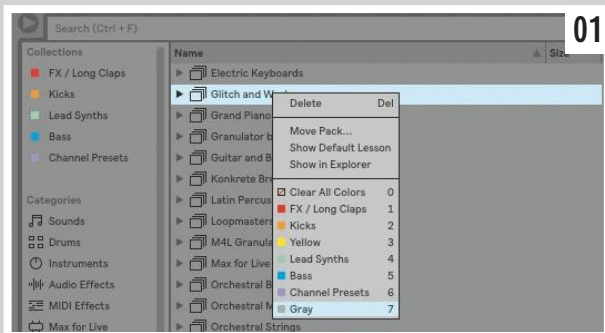 01
Search (Ctrl + F)
Collections
FX / Long Claps
Kicks
Lead Synths
Bass
Channel Presets
Categories
Sounds
Drums
Instruments
Audio Effects
MIDI Effects
Max for Live
Name
Size
Electric Keyboards
Glitch and W
Grand Piano
Granulator
Guitar and B
Konkrete Bre
Latin Percus
Loopmasters
M4L Granula
Max for Live
Orchestral B
Orchestral
Orchestral Strings
Delete Del
Move Pack...
Show Default Lesson
Show in Explorer
Clear All Colors 0
FX / Long Claps 1
Kicks 2
Yellow 3
Lead Synths 4
Bass 5
Channel Presets 6
Gray 7